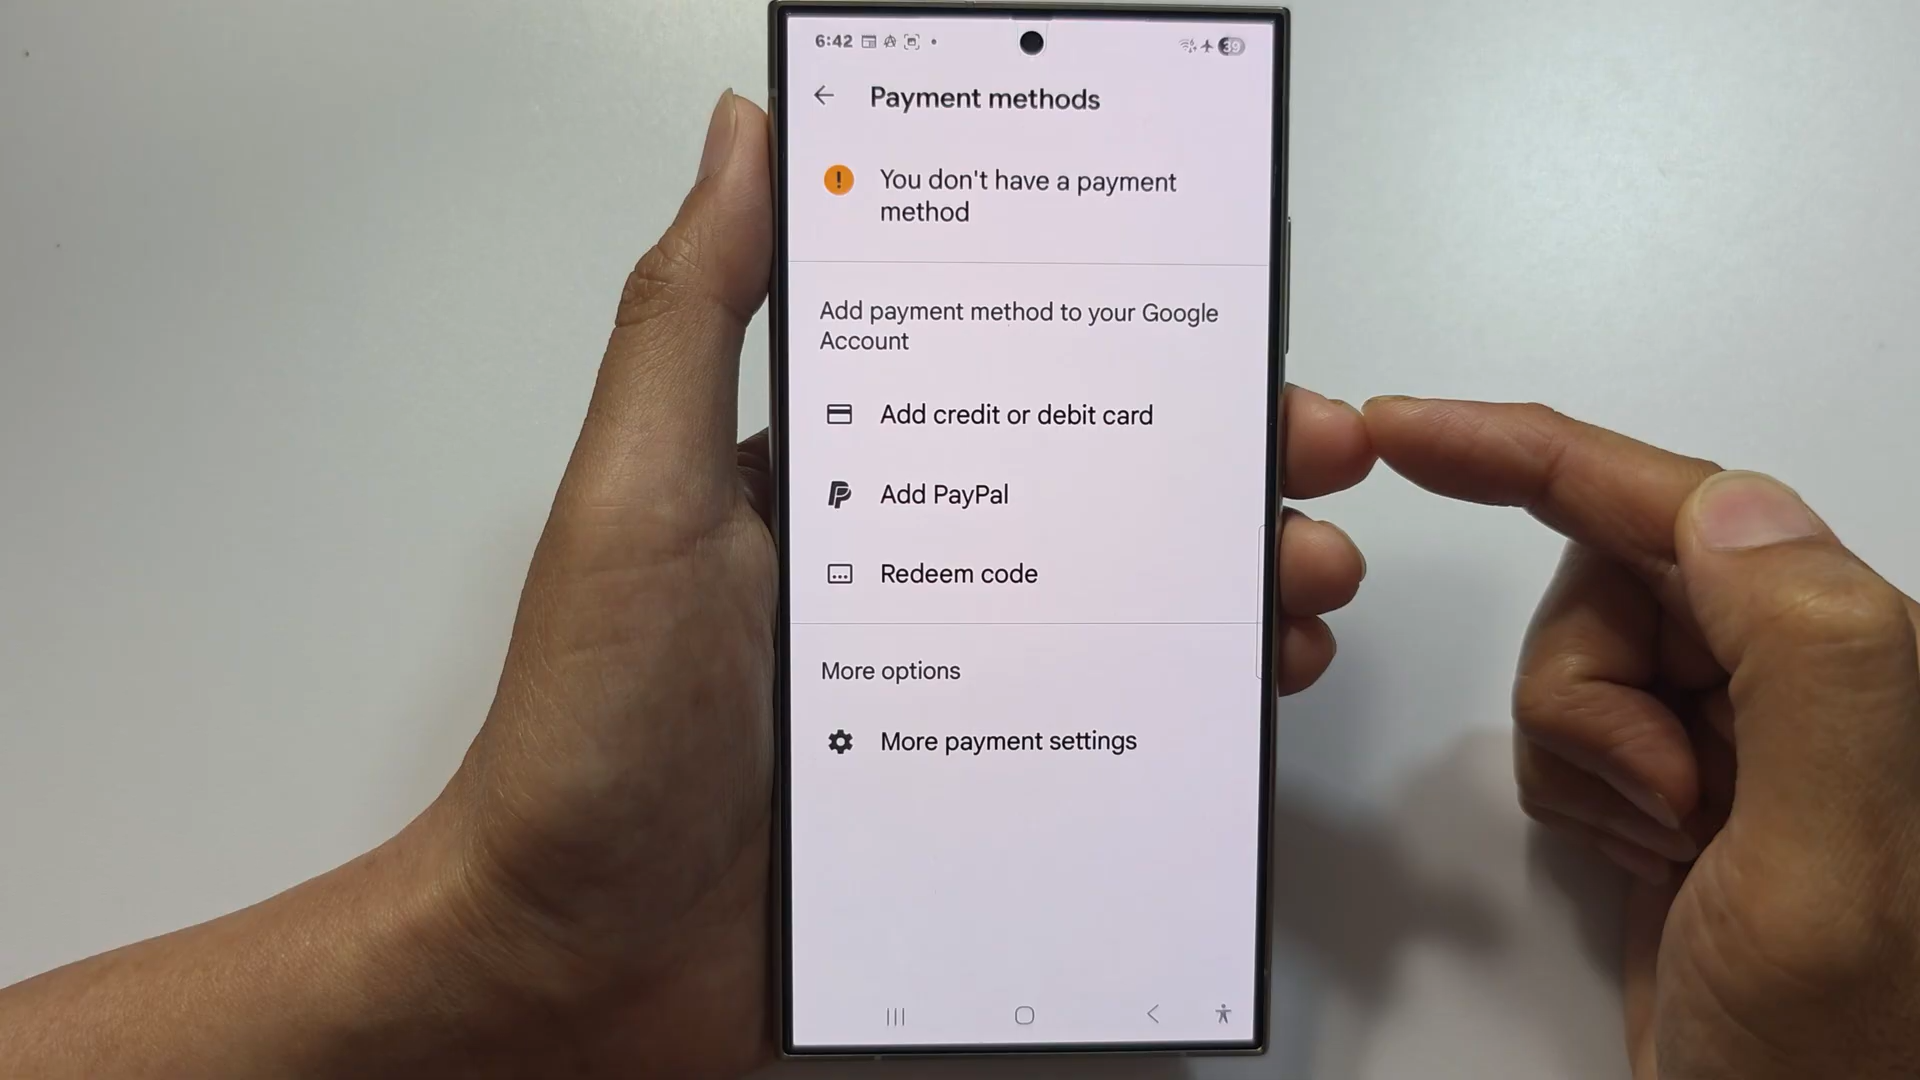 6:42
39
Payment methods
You don't have a payment
method
Add payment method to your Google
Account
Add credit or debit card
Add PayPal
Redeem code
More options
More payment settings